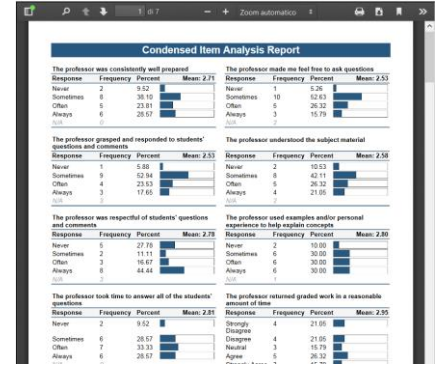 1 di 7
Zoom automatico
Condensed Item Analysis Report
The professor was consistently well prepared
Response Frequency Percent Mean: 2.71
Never 2 9.52
Sometimes 8 38.10
Often 5 23.81
Always 6 28.57
N/A 0
The professor made me feel free to ask questions
Response Frequency Percent Mean: 2.53
Never 1 5.26
Sometimes 10 52.63
Often 5 26.32
Always 3 15.79
N/A 2
The professor grasped and responded to students'
questions and comments
Response Frequency Percent Mean: 2.53
Never 1 5.88
Sometimes 9 52.94
Often 4 23.53
Always 3 17.65
N/A
The professor understood the subject material
Response Frequency Percent Mean: 2.58
Never 2 10.53
Sometimes 8 42.11
Often 5 26.32
Always 4 21.05
N/A
The professor was respectful of students' questions
and comments
Response Frequency Percent Mean: 2.78
Never 5 27.78
Sometimes 2 11.11
Often 3 16.67
Always 8 44.44
N/A
The professor used examples and/or personal
experience to help explain concepts
Response Frequency Percent Mean: 2.80
Never 2 10.00
Sometimes 6 30.00
Often 6 30.00
Always 6 30.00
N/A 1
The professor took time to answer all of the students'
questions
Response Frequency Percent Mean: 2.81
Never 2 9.52
Sometimes 6 28.57
Often 7 33.33
Always 6 28.57
The professor returned graded work in a reasonable
amount of time
Response Frequency Percent Mean: 2.95
Strongly 4 21.05
Disagree
Disagree 4 21.05
Neutral 3 15.79
Agree 5 26.32